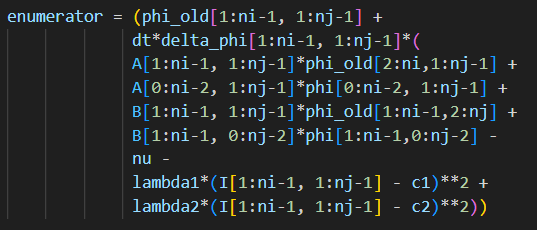 enumerator = (phi_old[1:ni-1, 1:nj-1] +
dt*delta_phi[1:ni-1, 1:nj-1]*(
A[1:ni-1, 1:nj-1]*phi_old[2:ni,1:nj-1] +
A[0:ni-2, 1:nj-1]*phi[0:ni-2, 1:nj-1] +
B[1:ni-1, 1:nj-1]*phi_old[1:ni-1,2:nj] +
B[1:ni-1, 0:nj-2]*phi[1:ni-1,0:nj-2] -
nu -
lambda1*(I[1:ni-1, 1:nj-1] - c1)**2 +
lambda2*(I[1:ni-1, 1:nj-1] - c2)**2))